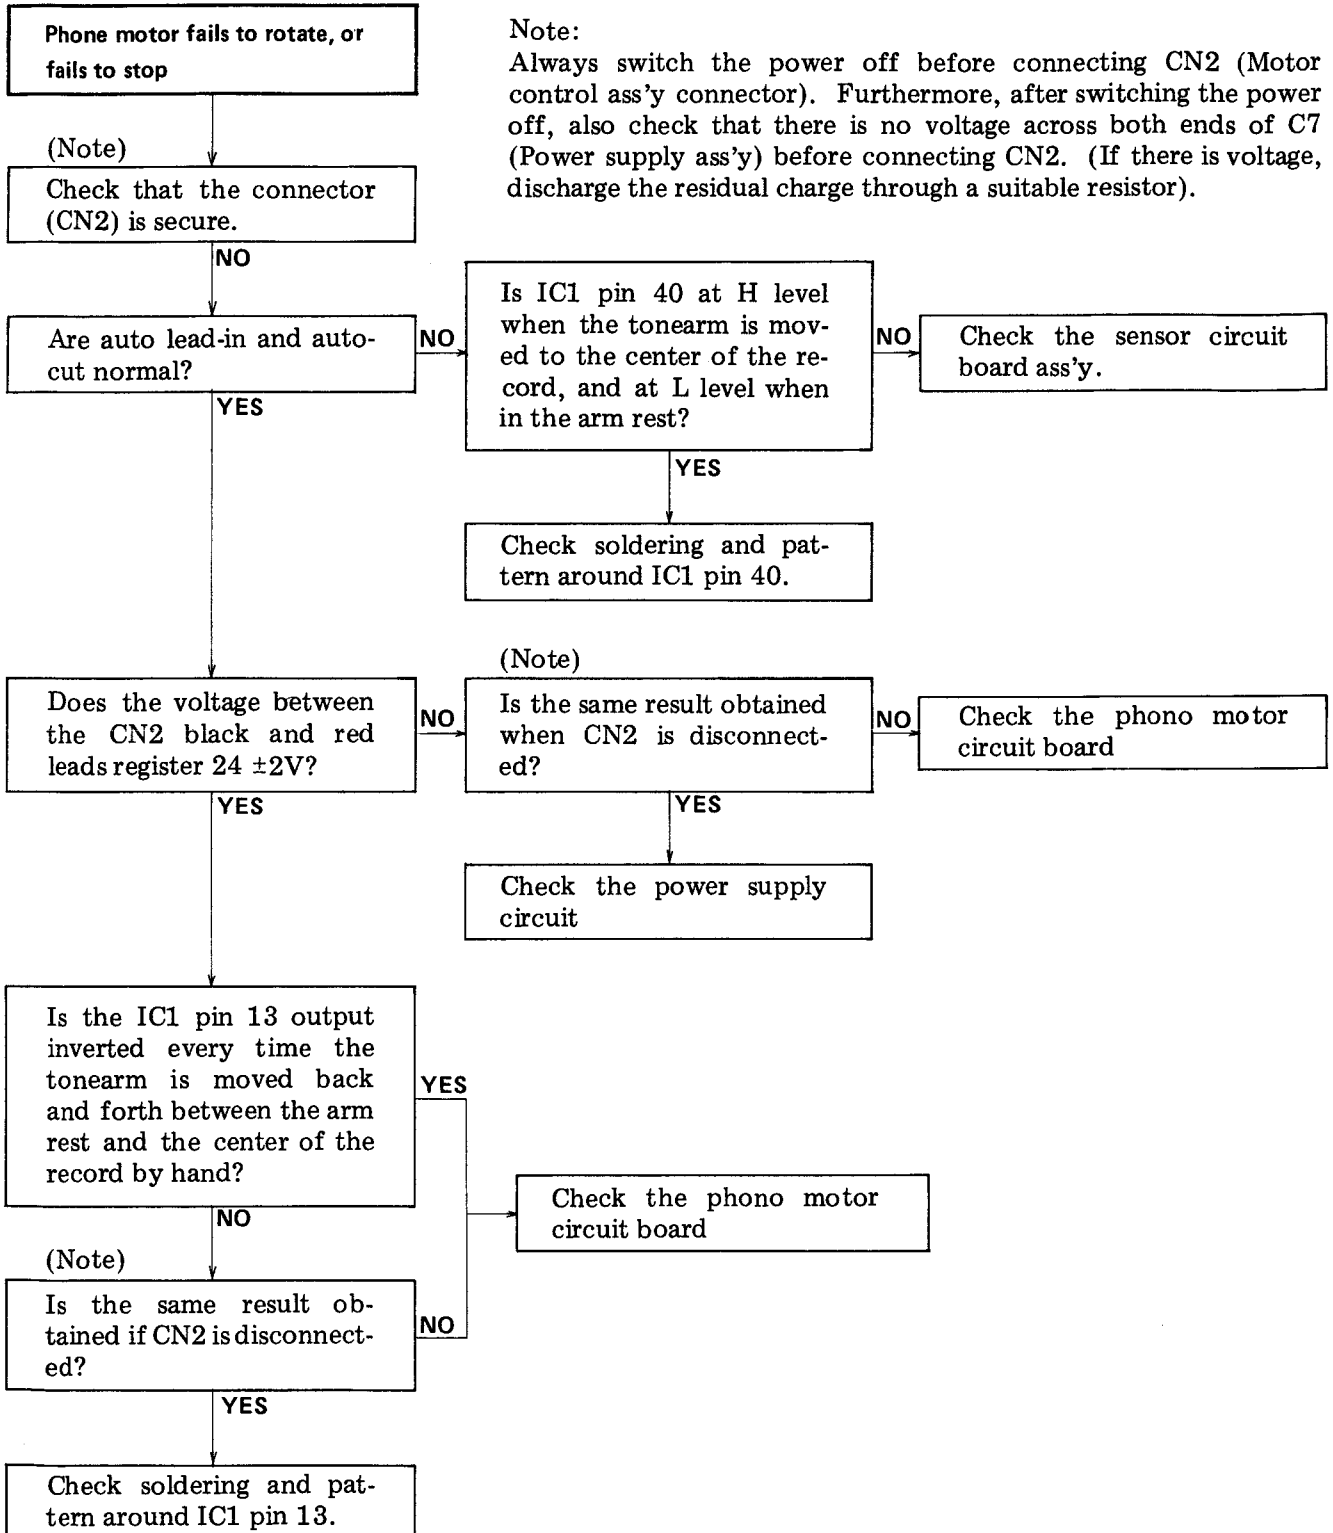 Phone motor fails to rotate, or
fails to stop
Note:
Always switch the power off before connecting CN2 (Motor
control ass'y connector). Furthermore, after switching the power
off, also check that there is no voltage across both ends of C7
(Power supply ass'y) before connecting CN2. (If there is voltage,
discharge the residual charge through a suitable resistor).
(Note)
Check that the connector
(CN2) is secure.
NO
Are auto lead-in and auto-
cut normal?
NO
Is IC1 pin 40 at H level
when the tonearm is mov-
ed to the center of the re-
cord, and at L level when
in the arm rest?
NO
Check the sensor circuit
board ass'y.
YES
YES
Check soldering and pat-
tern around IC1 pin 40.
Does the voltage between
the CN2 black and red
leads register 24 ±2V?
NO
(Note)
Is the same result obtained
when CN2 is disconnect-
ed?
NO
Check the phono motor
circuit board
YES
YES
Check the power supply
circuit
Is the IC1 pin 13 output
inverted every time the
tonearm is moved back
and forth between the arm
rest and the center of the
record by hand?
YES
Check the phono motor
circuit board
NO
(Note)
Is the same result ob-
tained if CN2 is disconnect-
ed?
NO
YES
Check soldering and pat-
tern around IC1 pin 13.